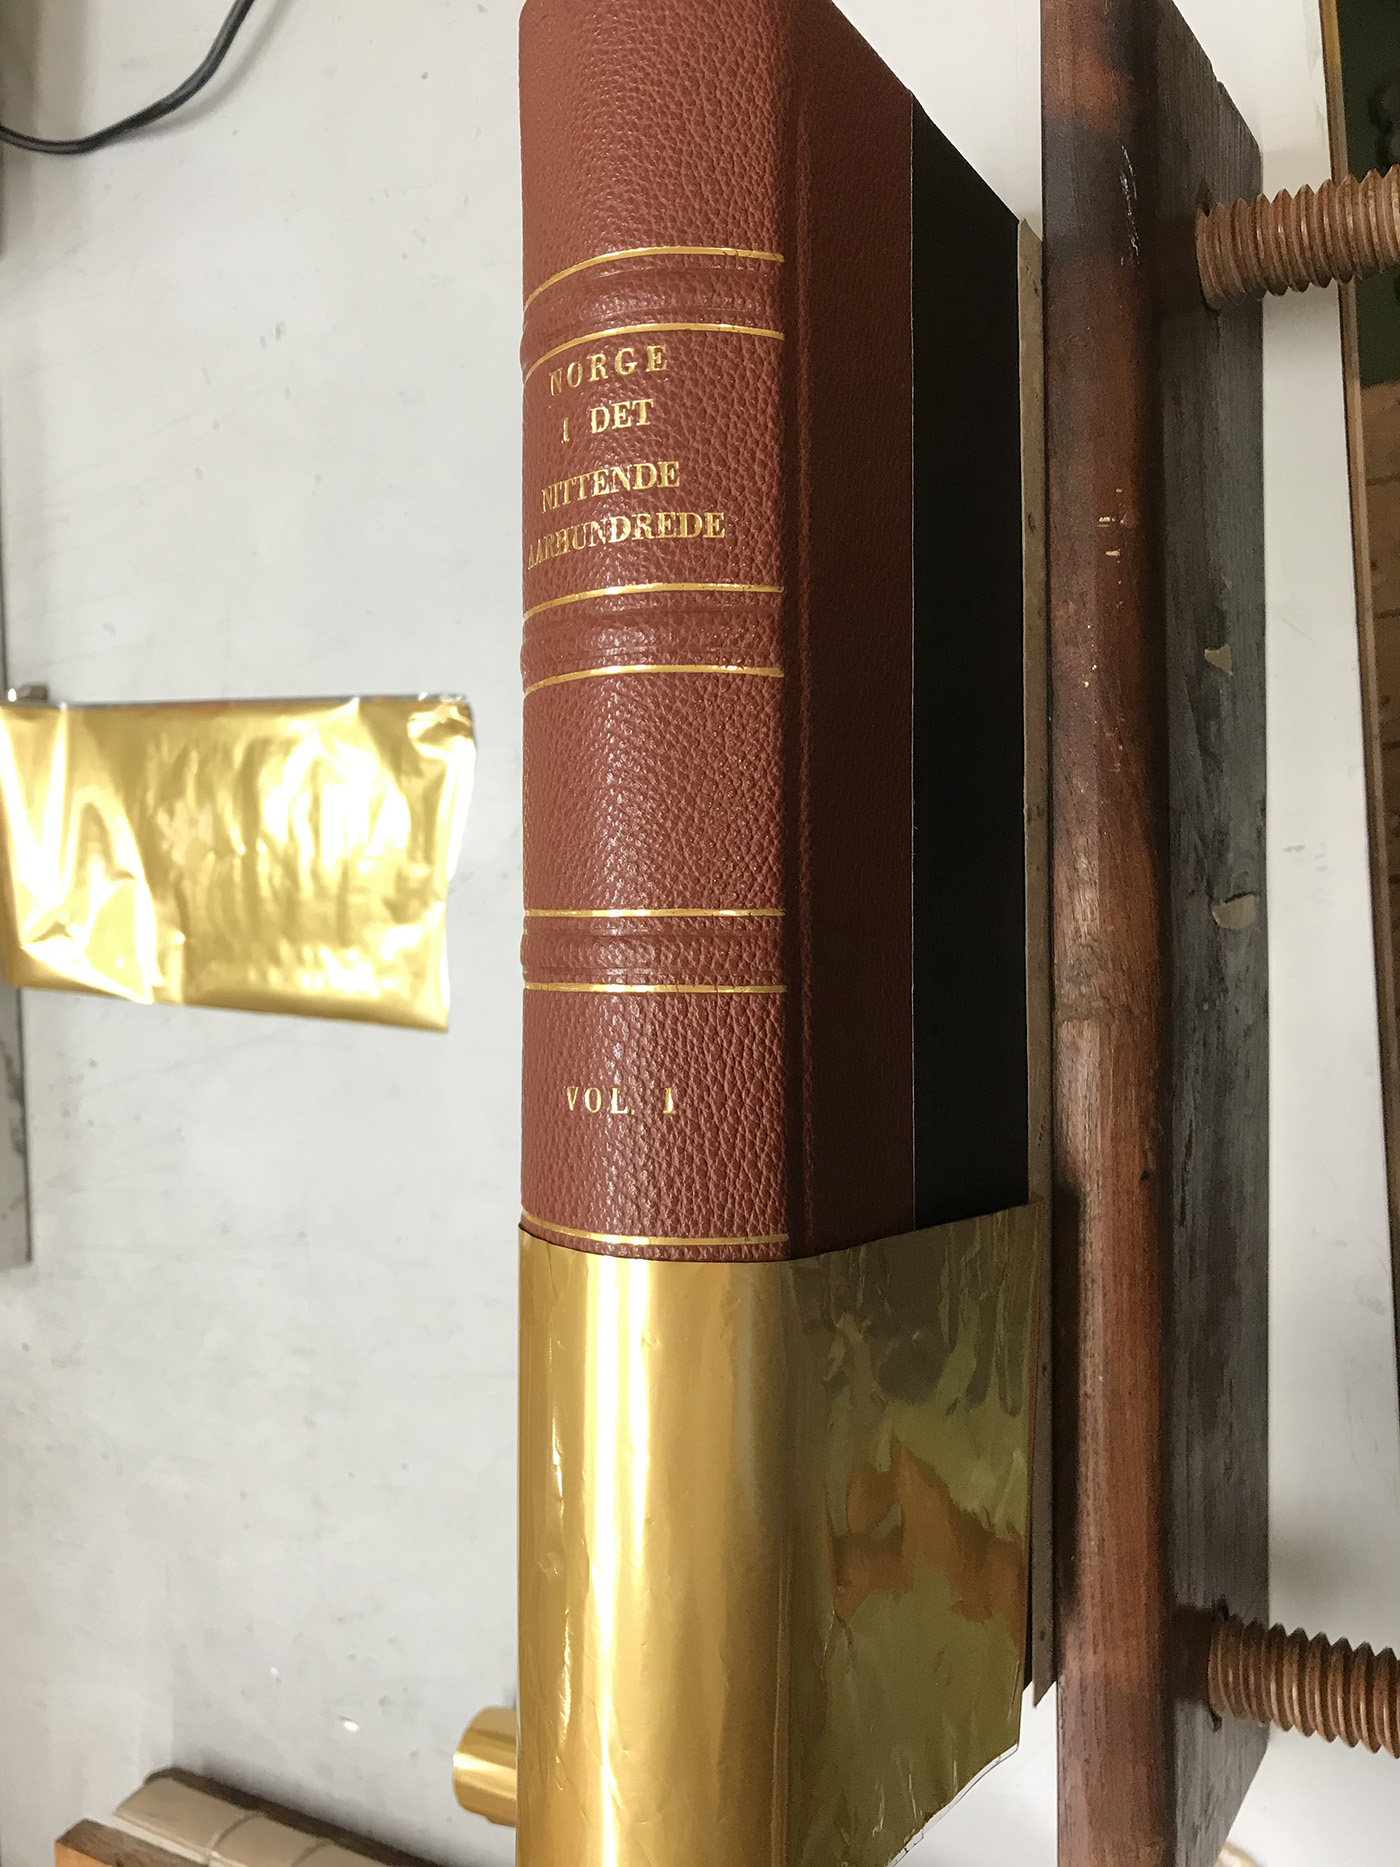 NORGE
I DET
NITTENDE
AARHUNDREDE
VOL. I